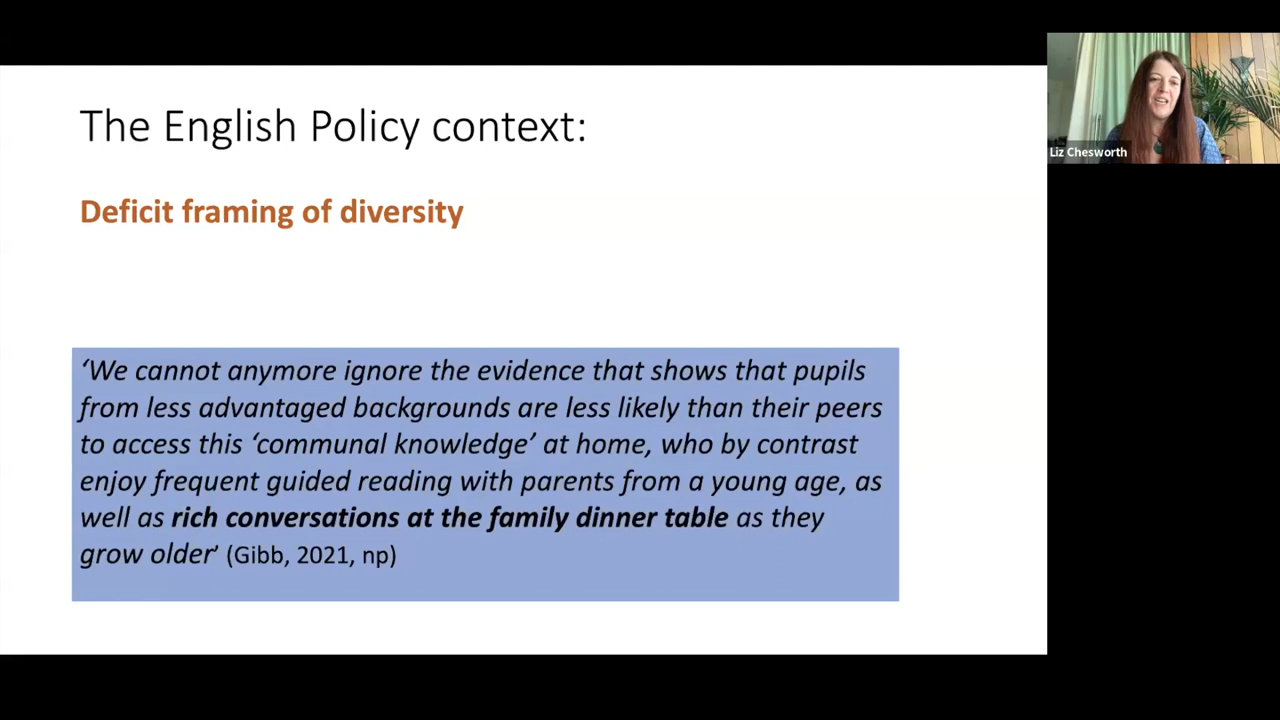 The English Policy context:
Deficit framing of diversity
‘We cannot anymore ignore the evidence that shows that pupils
from less advantaged backgrounds are less likely than their peers
to access this ‘communal knowledge’ at home, who by contrast
enjoy frequent guided reading with parents from a young age, as
well as rich conversations at the family dinner table as they
grow older’ (Gibb, 2021, np)
Liz Chesworth